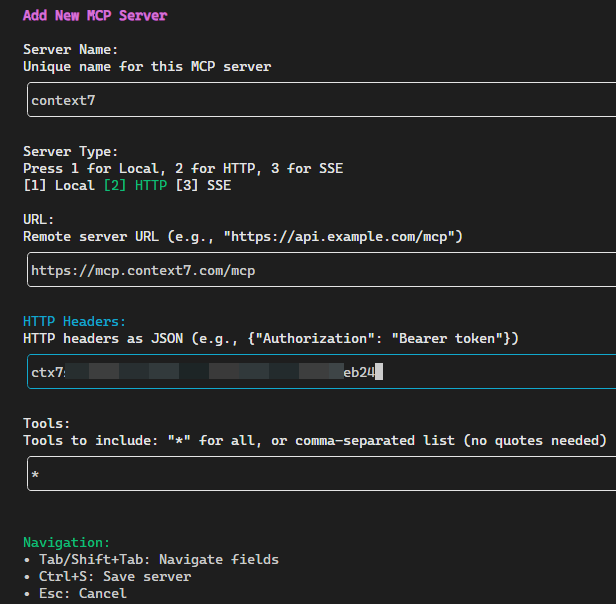 Add New MCP Server
Server Name:
Unique name for this MCP server
context7
Server Type:
Press 1 for Local, 2 for HTTP, 3 for SSE
[1] Local [2] HTTP [3] SSE
URL:
Remote server URL (e.g., "https://api.example.com/mcp")
https://mcp.context7.com/mcp
HTTP Headers:
HTTP headers as JSON (e.g., {"Authorization": "Bearer token"})
ctx7s eb24
Tools:
Tools to include: "*" for all, or comma-separated list (no quotes needed)
*
Navigation:
• Tab/Shift+Tab: Navigate fields
• Ctrl+S: Save server
• Esc: Cancel